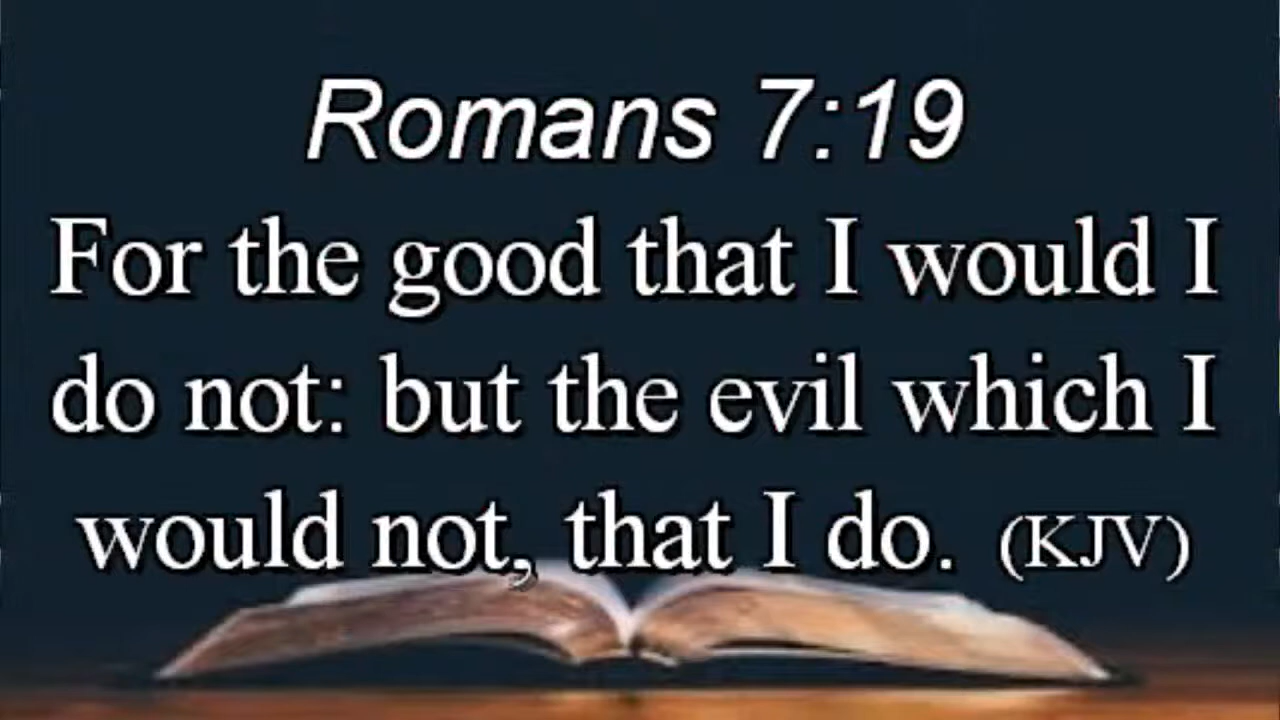 Romans 7:19
For the good that I would I
do not: but the evil which I
would not, that I do. (KJV)